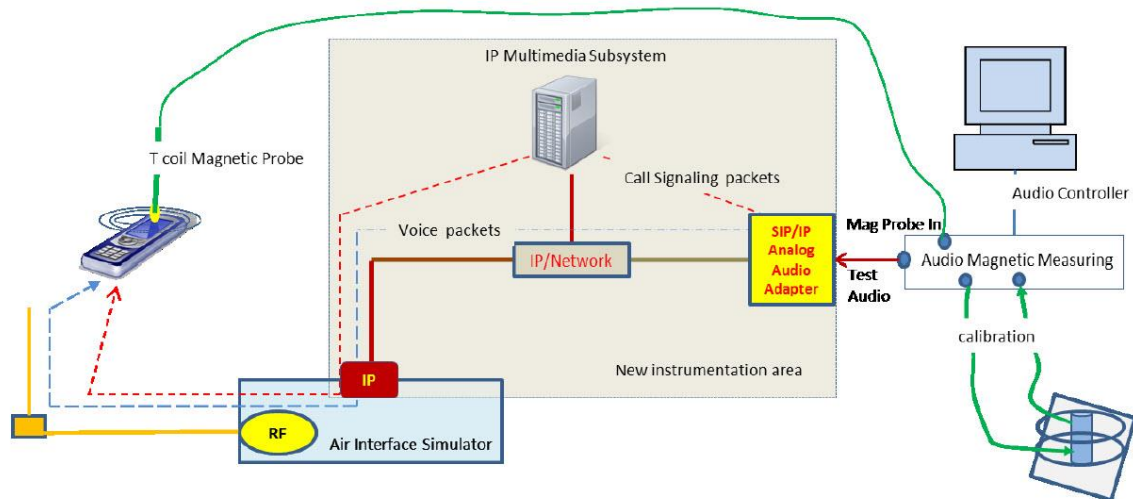 IP Multimedia Subsystem
T coil Magnetic Probe
Call Signaling packets
Audio Controller
Voice packets
SIP/IP
Analog
Audio
Adapter
Mag Probe In
IP/Network
Audio Magnetic Measuring
Test
Audio
calibration
New instrumentation area
IP
RF
Air Interface Simulator